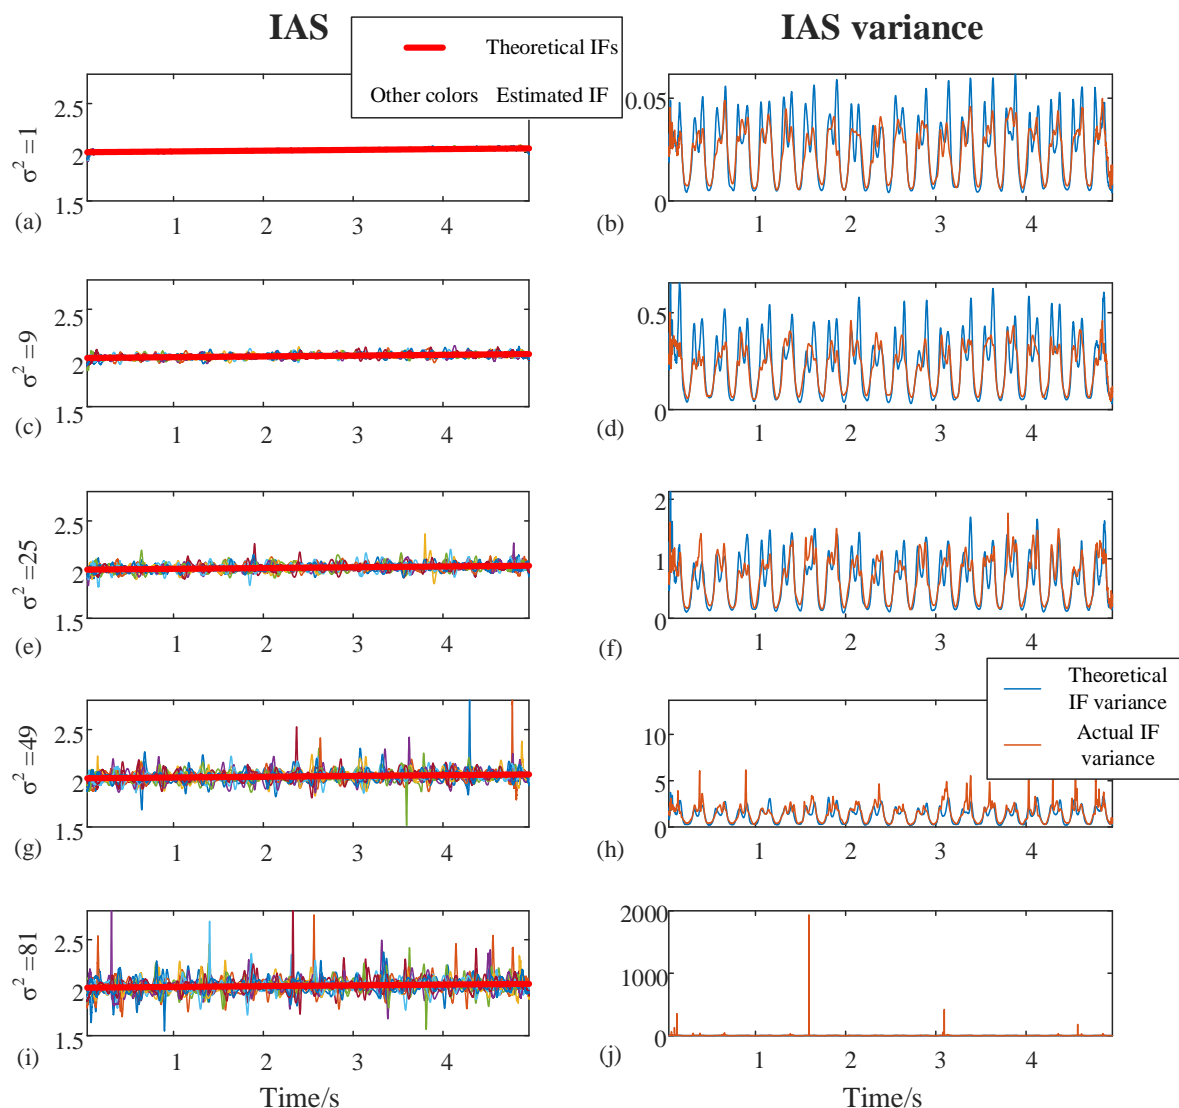 IAS
IAS variance
Theoretical IFs
Other colors Estimated IF
σ² =1
2.5
2
1.5
(a)
1 2 3 4
0.05
0
(b)
1 2 3 4
σ² =9
2.5
2
1.5
(c)
1 2 3 4
0.5
0
(d)
1 2 3 4
σ² =25
2.5
2
1.5
(e)
1 2 3 4
2
1
0
(f)
1 2 3 4
Theoretical
IF variance
Actual IF
variance
σ² =49
2.5
2
1.5
(g)
1 2 3 4
10
5
0
(h)
1 2 3 4
σ² =81
2.5
2
1.5
(i)
1 2 3 4
Time/s
2000
1000
0
(j)
1 2 3 4
Time/s